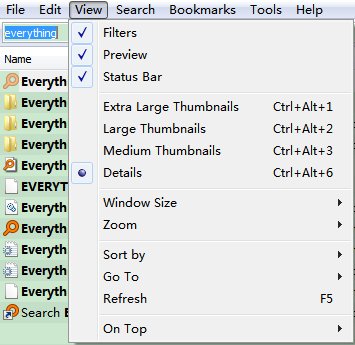 File Edit View Search Bookmarks Tools Help
everything
Name
Filters
Preview
Status Bar
Extra Large Thumbnails Ctrl+Alt+1
Large Thumbnails Ctrl+Alt+2
Medium Thumbnails Ctrl+Alt+3
Details Ctrl+Alt+6
Window Size
Zoom
Sort by
Go To
Refresh F5
On Top
Everyth
Everyth
Everyth
Everyth
Everyth
EVERYT
Everyth
Everyth
Everyth
Everyth
Everyth
Search E